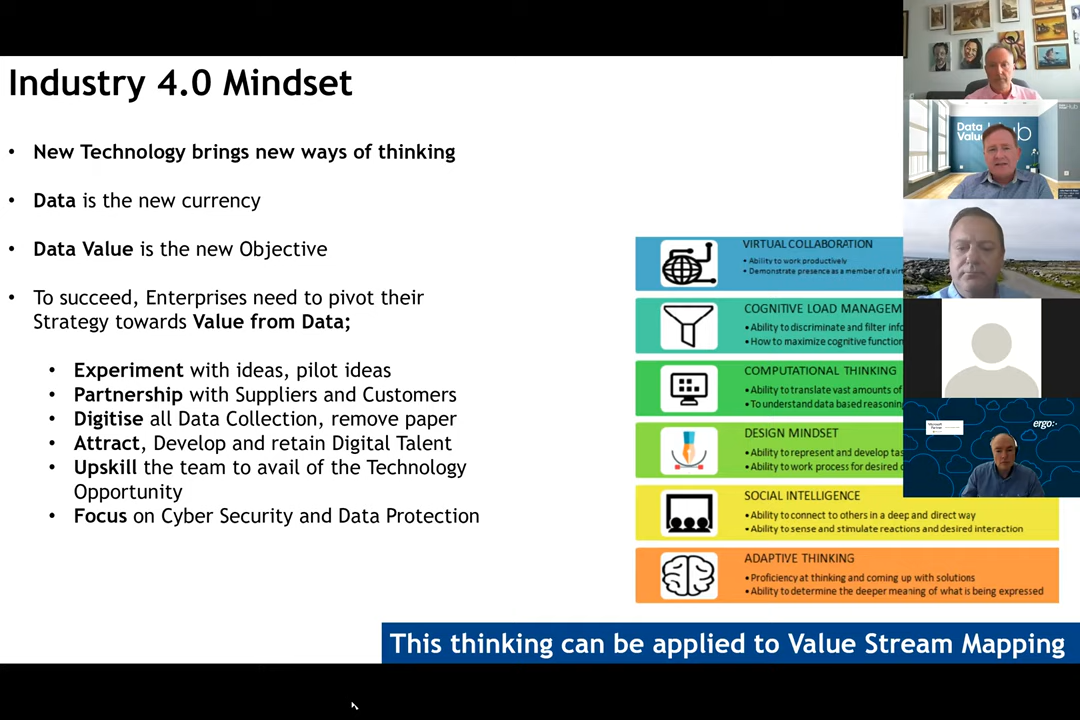 Industry 4.0 Mindset
• New Technology brings new ways of thinking
• Data is the new currency
• Data Value is the new Objective
• To succeed, Enterprises need to pivot their
Strategy towards Value from Data;
• Experiment with ideas, pilot ideas
• Partnership with Suppliers and Customers
• Digitise all Data Collection, remove paper
• Attract, Develop and retain Digital Talent
• Upskill the team to avail of the Technology
Opportunity
• Focus on Cyber Security and Data Protection
VIRTUAL COLLABORATION
• Ability to work productively
• Demonstrate presence as a member of a
COGNITIVE LOAD
• Ability to discriminate and filter
• How to maximize cognitive
COMPUTATIONAL THINKING
• Ability to translate vast amounts of
• To understand data based reasoning
DESIGN MINDSET
• Ability to represent and develop
• Ability to work process for desired
SOCIAL INTELLIGENCE
• Ability to connect to others in a deep and direct way
• Ability to sense and stimulate reactions and desired interaction
ADAPTIVE THINKING
• Proficiency at thinking and coming up with solutions
• Ability to determine the deeper meaning of what is being expressed
This thinking can be applied to Value Stream Mapping
Data
Value Hub
ergo